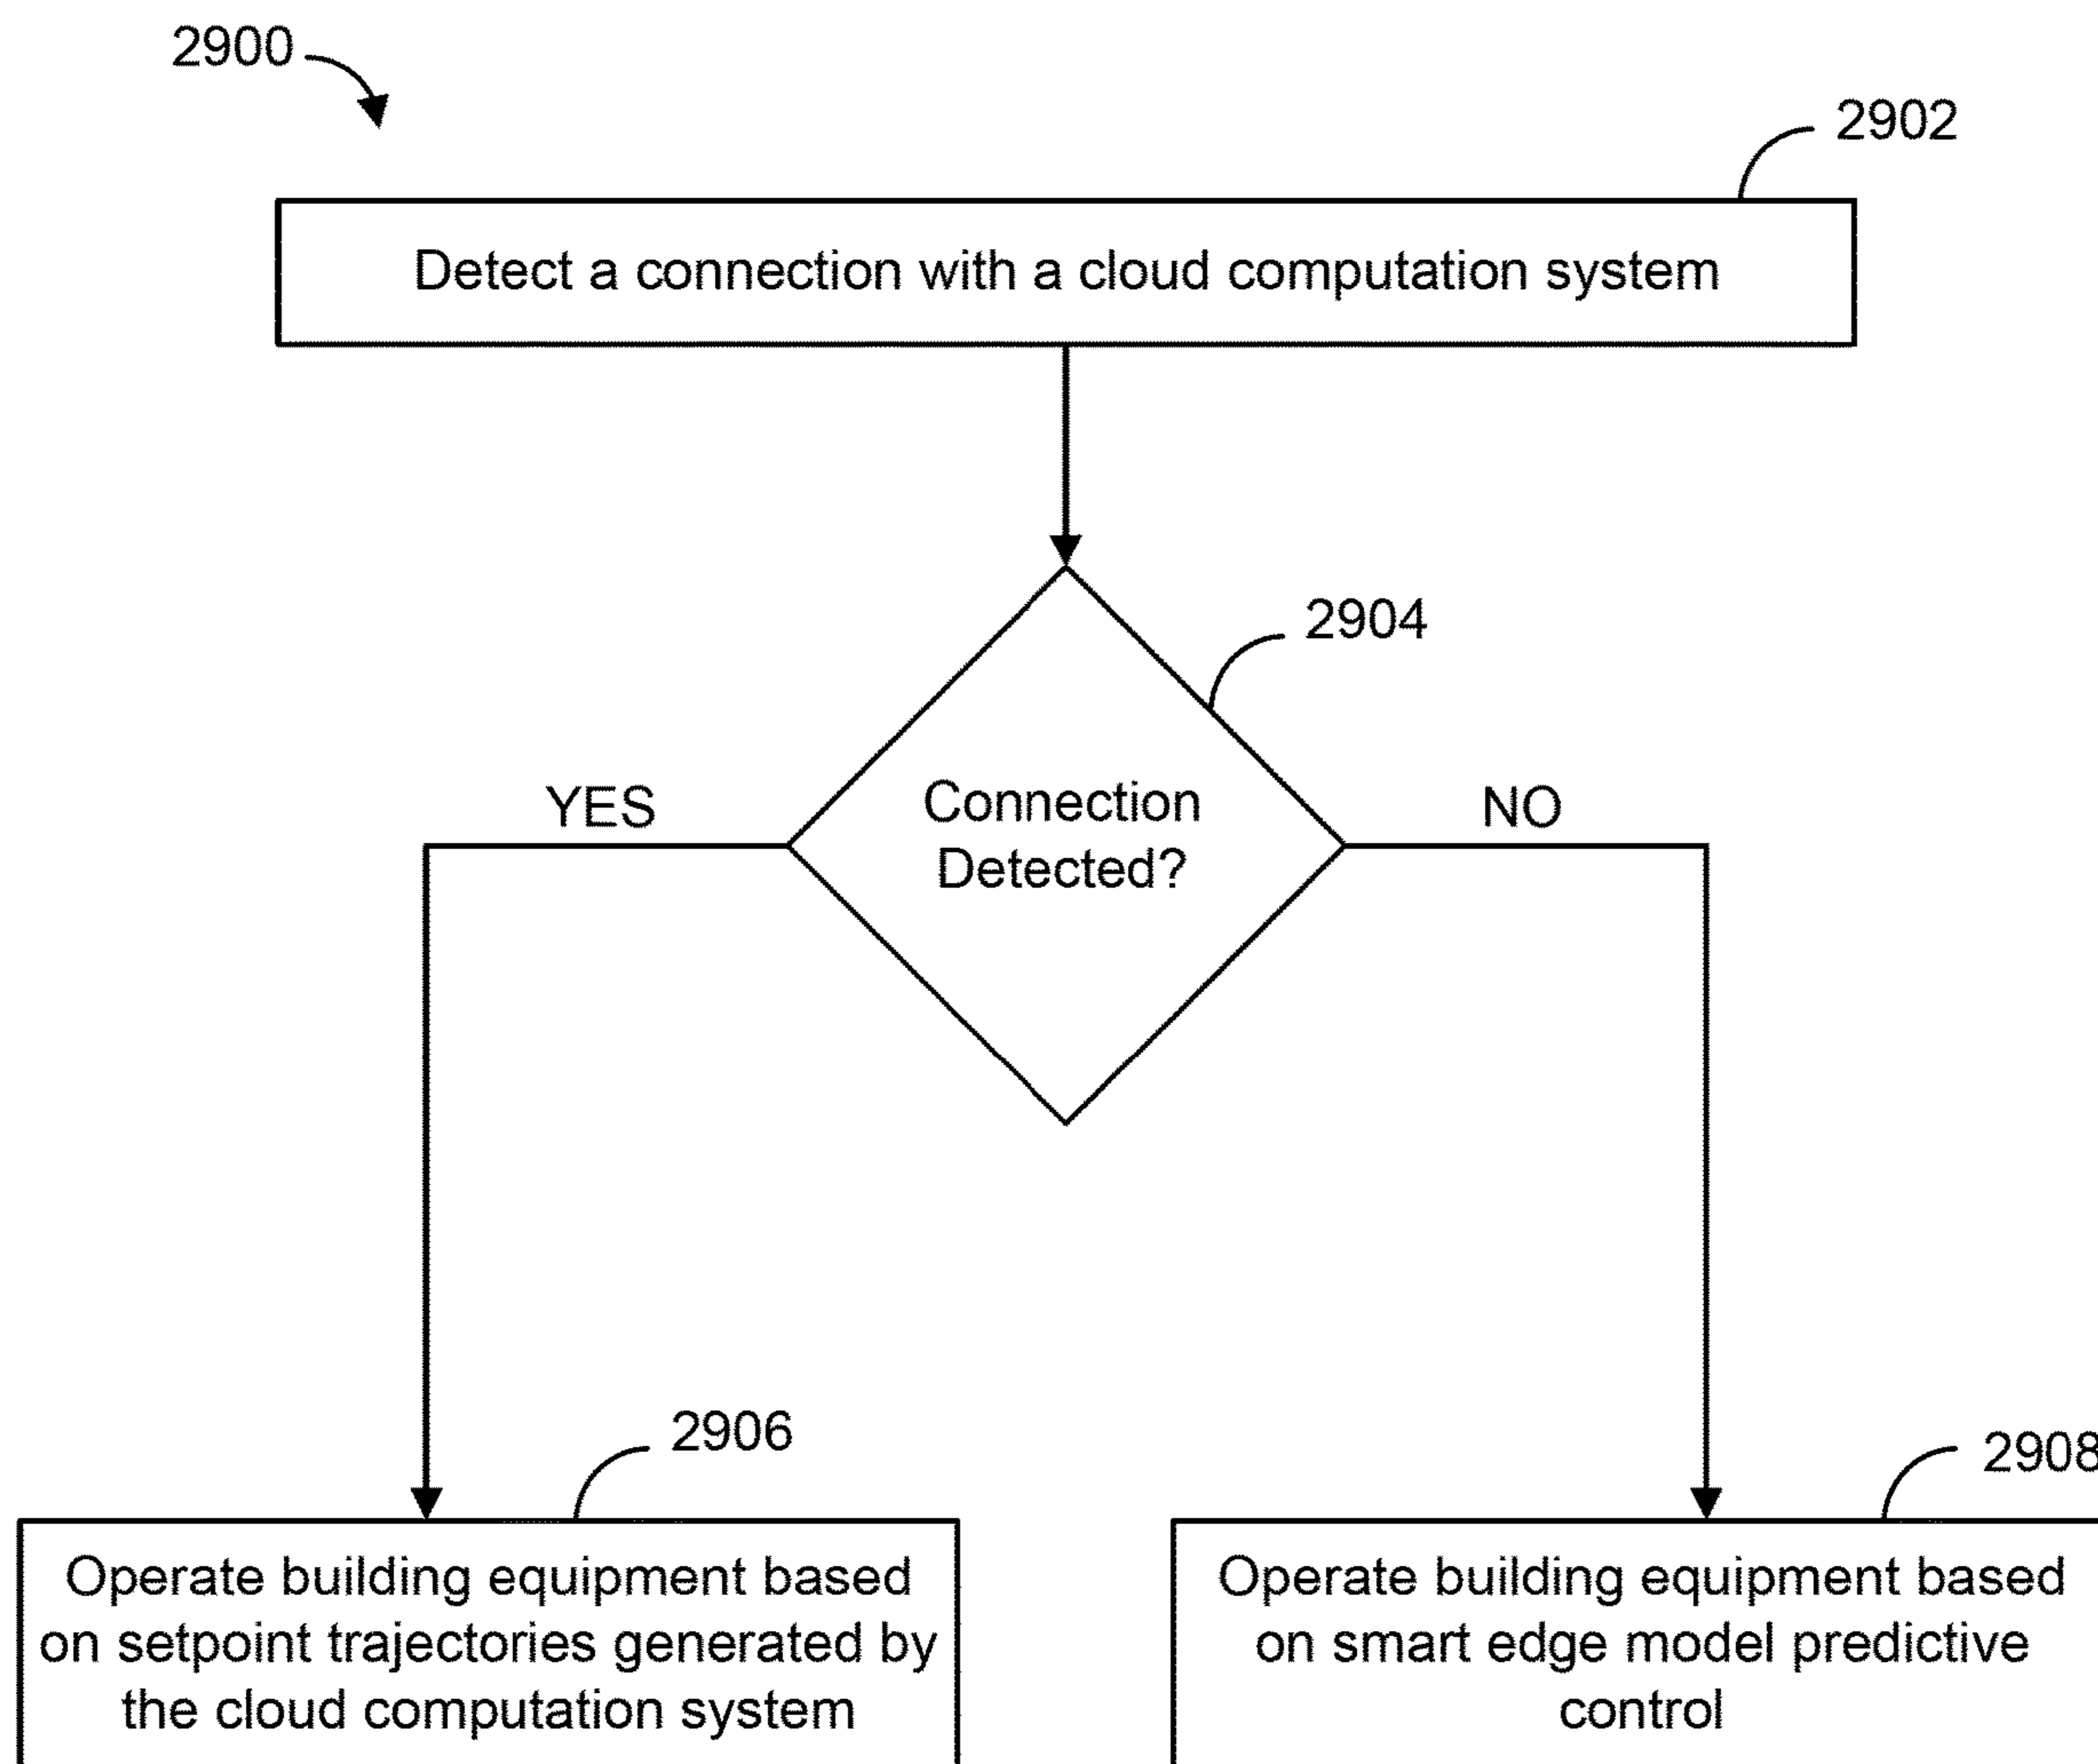 2900
2902
Detect a connection with a cloud computation system
2904
Connection
Detected?
YES
NO
2906
2908
Operate building equipment based
on setpoint trajectories generated by
the cloud computation system
Operate building equipment based
on smart edge model predictive
control